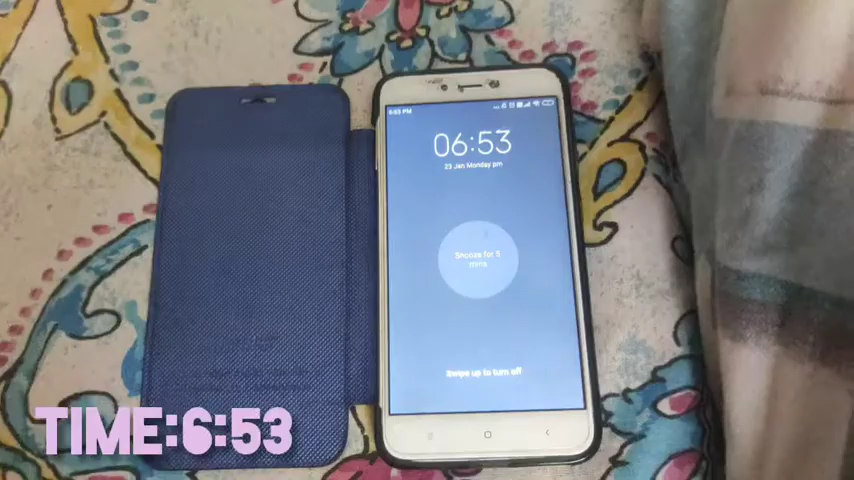 6:53 PM
06:53
23 Jan Monday pm
Snooze for 5
mins
Swipe up to turn off
TIME:6:53